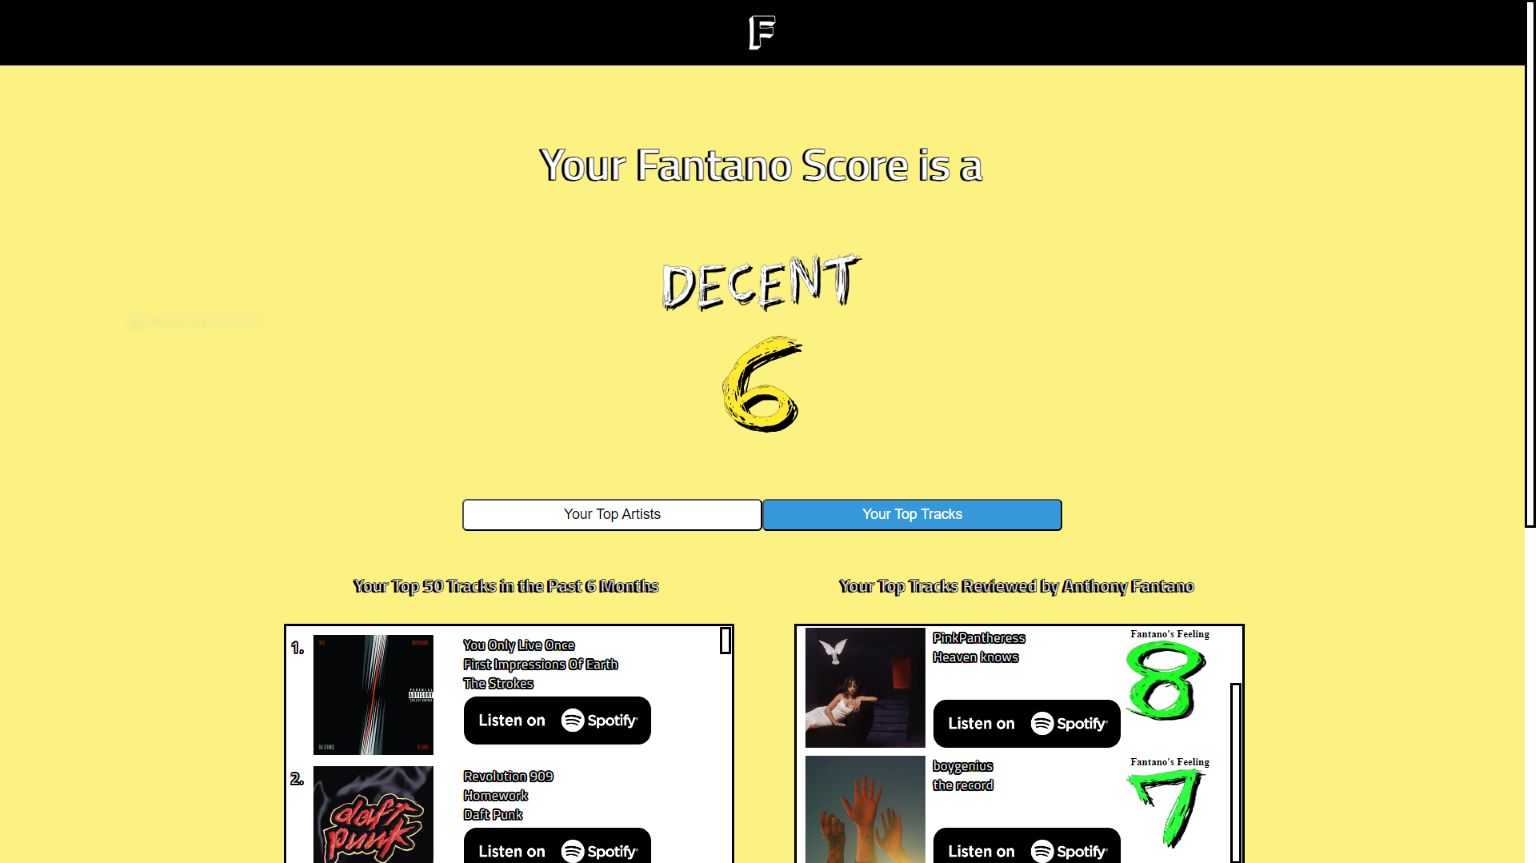 F
Your Fantano Score is a
DECENT
6
Your Top Artists
Your Top Tracks
Your Top 50 Tracks in the Past 6 Months
1.
You Only Live Once
First Impressions Of Earth
The Strokes
Listen on Spotify
2.
daft
punk
Revolution 909
Homework
Daft Punk
Listen on Spotify
Your Top Tracks Reviewed by Anthony Fantano
PinkPantheress
Heaven knows
Listen on Spotify
Fantano's Feeling
8
boygenius
the record
Listen on Spotify
Fantano's Feeling
7